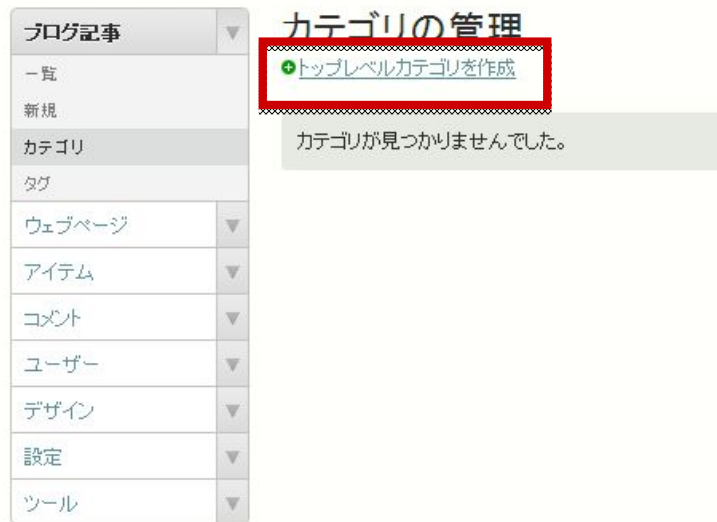 ブログ記事
一覧
新規
カテゴリ
タグ
ウェブページ
アイテム
コメント
ユーザー
デザイン
設定
ツール
カテゴリの管理
トップレベルカテゴリを作成
カテゴリが見つかりませんでした。